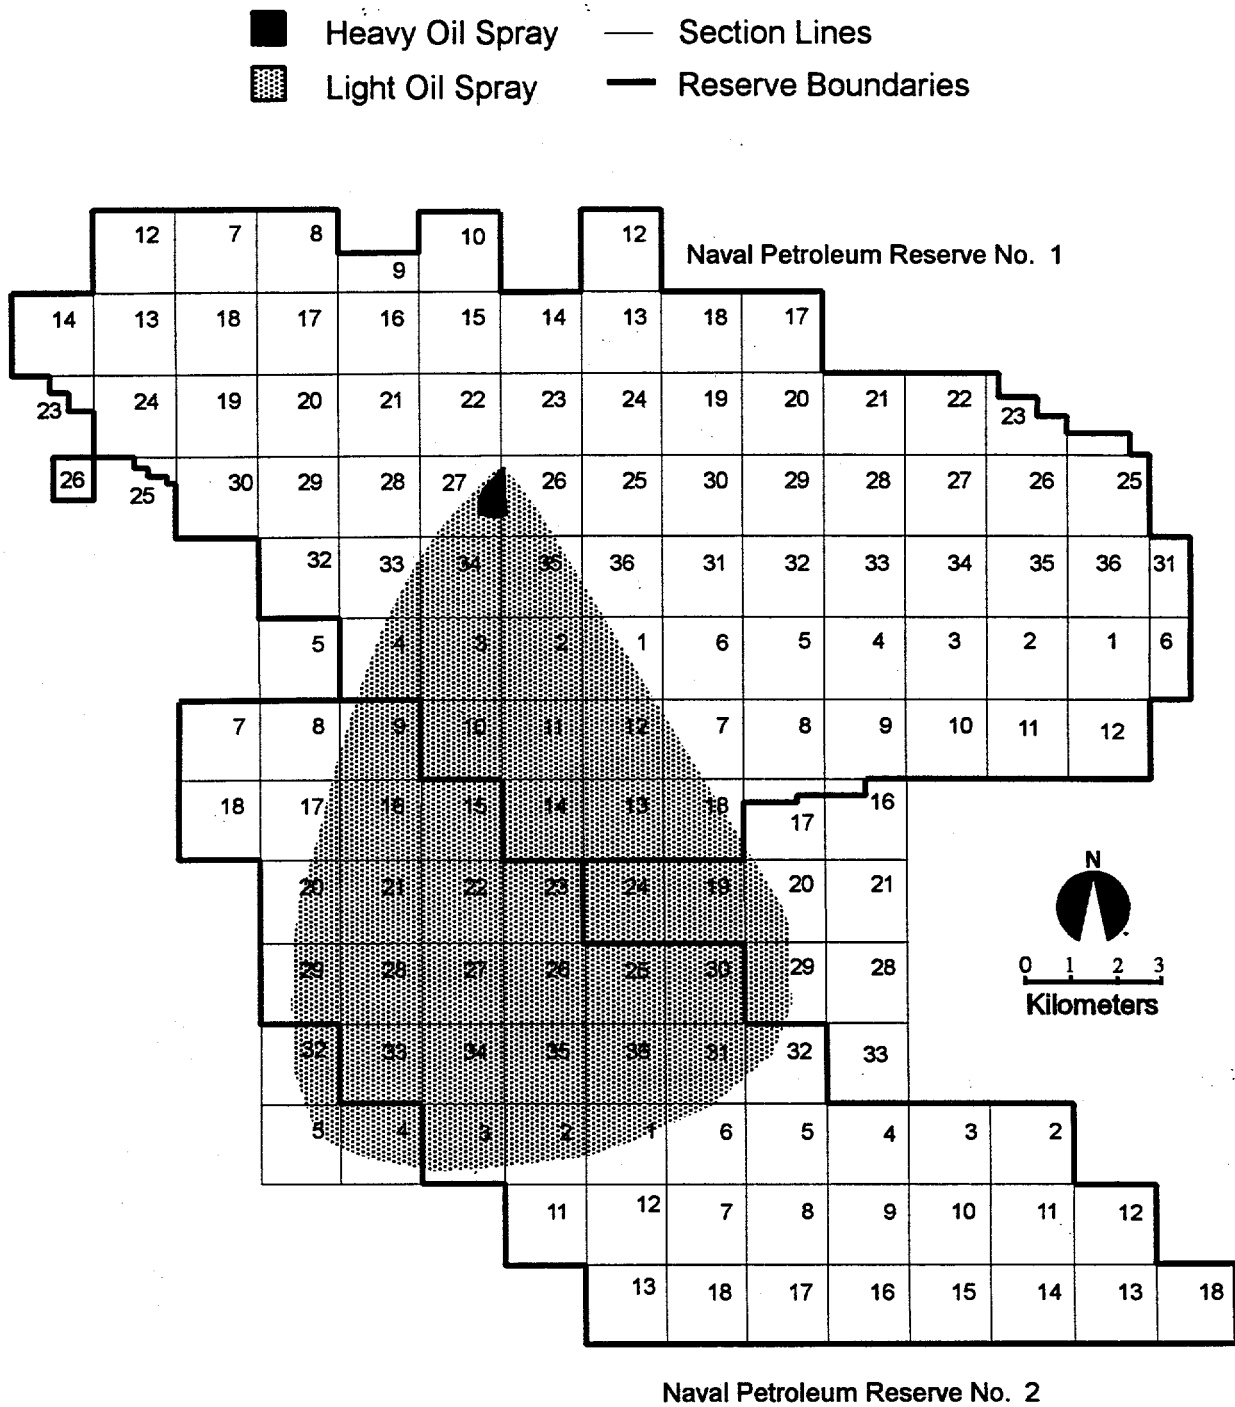 Heavy Oil Spray
Section Lines
Light Oil Spray
Reserve Boundaries
12 7 8 10 12
Naval Petroleum Reserve No. 1
9
14 13 18 17 16 15 14 13 18 17
23 24 19 20 21 22 23 24 19 20 21 22 23
26 25 30 29 28 27 26 25 30 29 28 27 26 25
32 33 34 35 36 31 32 33 34 35 36 31
5 4 3 2 1 6 5 4 3 2 1 6
7 8 9 10 11 12 7 8 9 10 11 12
18 17 16 15 14 13 18 17 16
20 21 22 23 24 19 20 21
N
29 28 27 26 25 30 29 28
0 1 2 3
Kilometers
32 33 34 35 36 31 32 33
5 4 3 2 1 6 5 4 3 2
11 12 7 8 9 10 11 12
13 18 17 16 15 14 13 18
Naval Petroleum Reserve No. 2